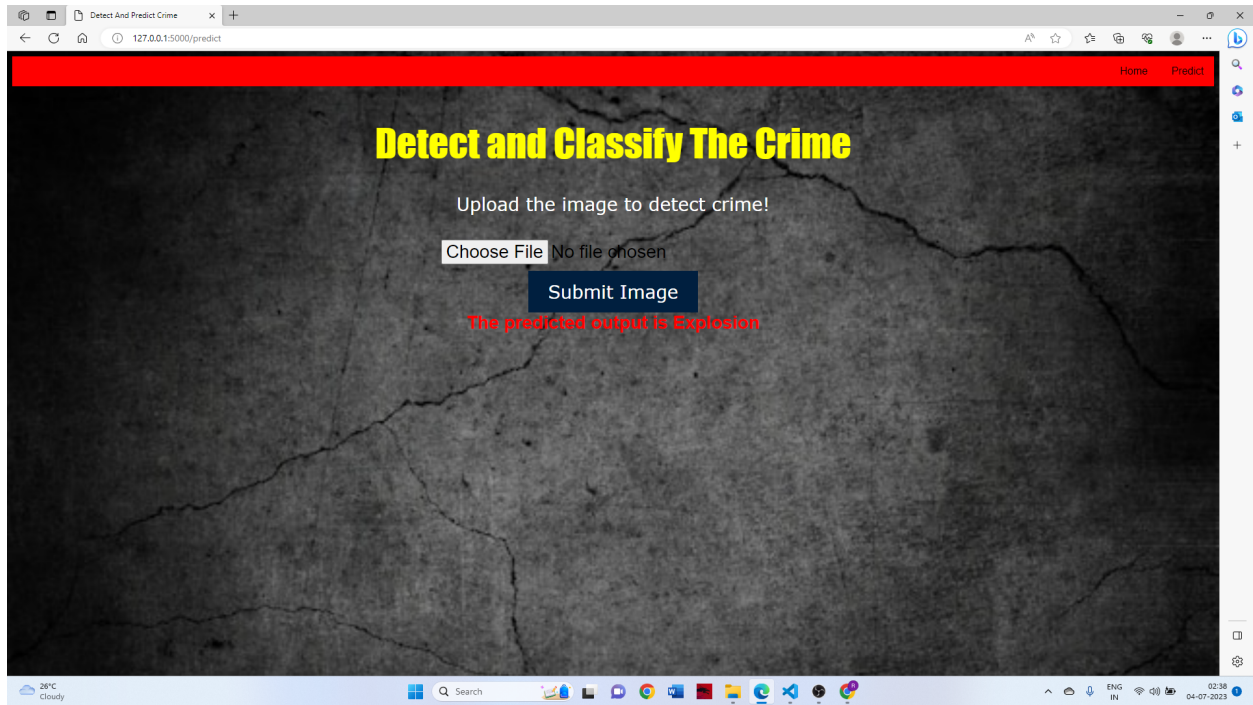 Detect And Predict Crime
127.0.0.1:5000/predict
Home Predict
Detect and Classify The Crime
Upload the image to detect crime!
Choose File No file chosen
Submit Image
The predicted output is Explosion
26°C
Cloudy
Search
ENG
IN
02:38
04-07-2023